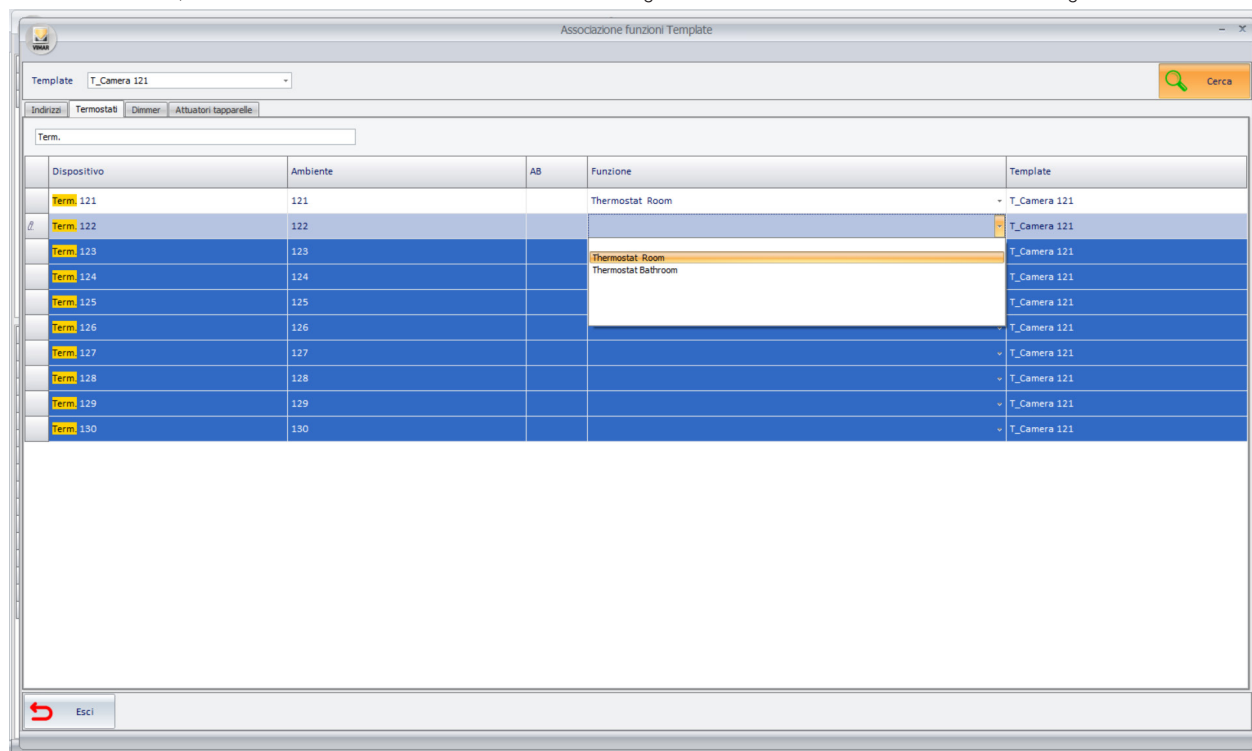 Associazione funzioni Template
VIMAR
Template T_Camera 121 Cerca
Indirizzi Termostati Dimmer Attuatori tapparelle
Term.
Dispositivo Ambiente AB Funzione Template
Term. 121 121 Thermostat Room T_Camera 121
Term. 122 122 T_Camera 121
Term. 123 123 Thermostat Room T_Camera 121
Thermostat Bathroom
Term. 124 124 T_Camera 121
Term. 125 125 T_Camera 121
Term. 126 126 T_Camera 121
Term. 127 127 T_Camera 121
Term. 128 128 T_Camera 121
Term. 129 129 T_Camera 121
Term. 130 130 T_Camera 121
Esci